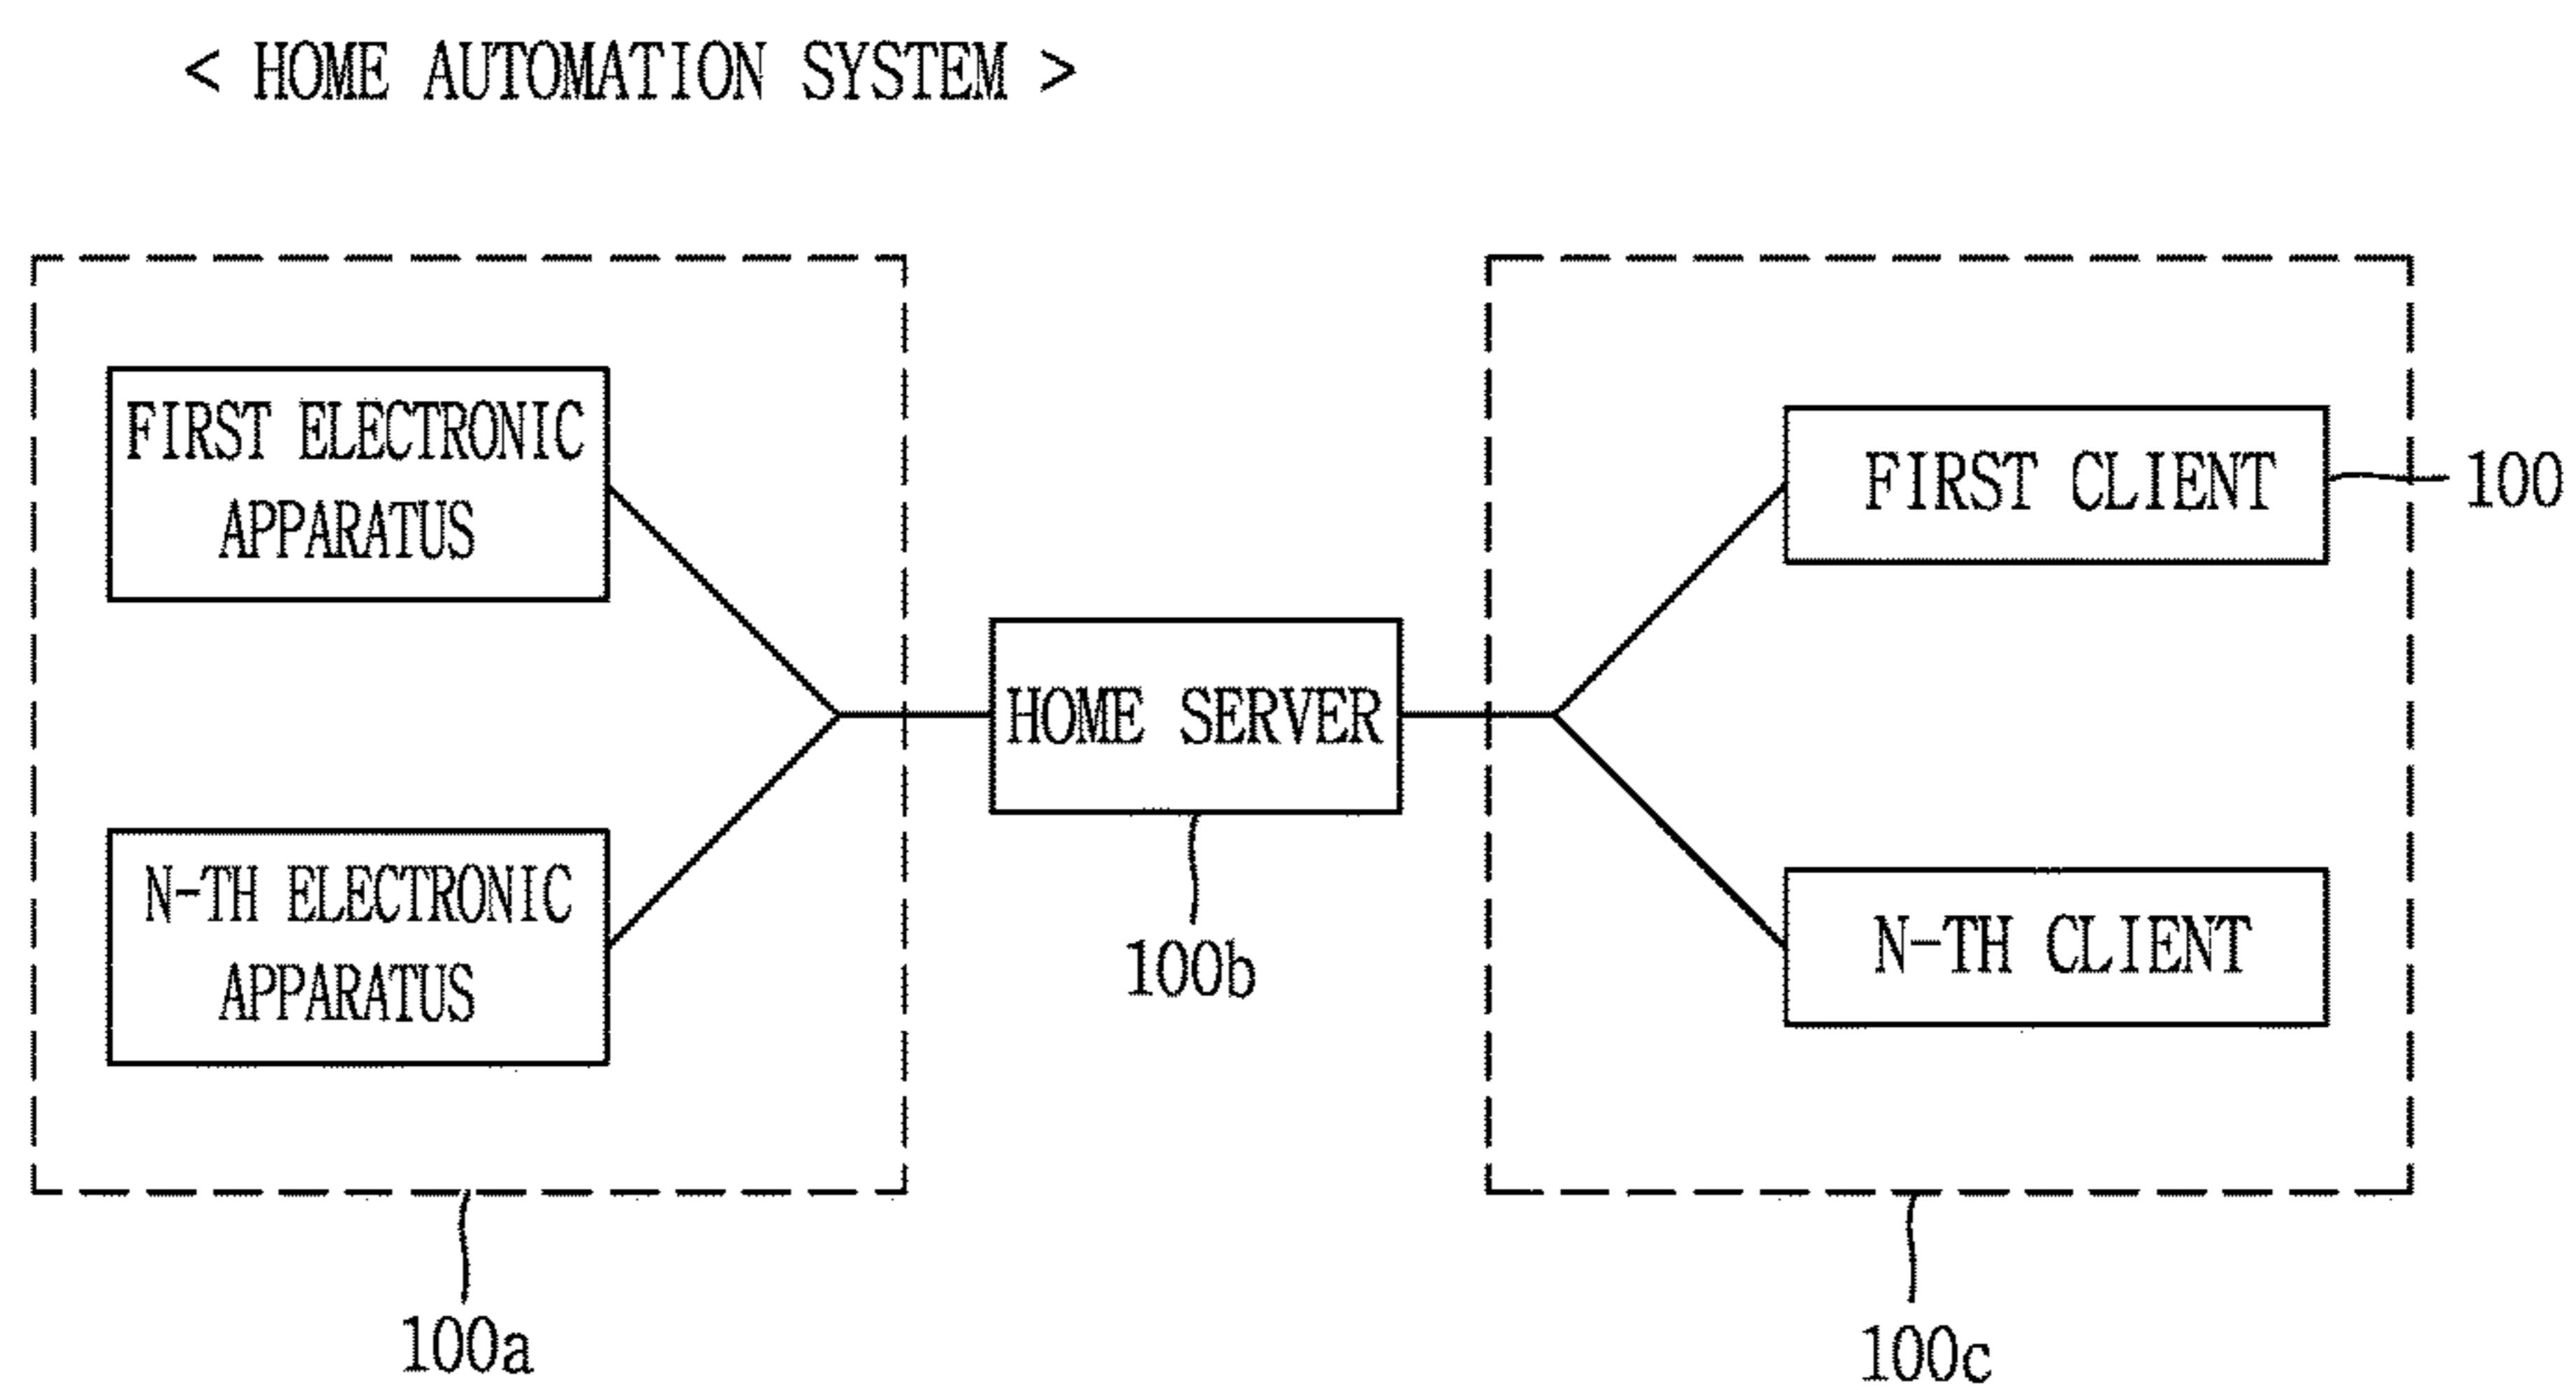 < HOME AUTOMATION SYSTEM >
FIRST ELECTRONIC
APPARATUS
FIRST CLIENT
100
HOME SERVER
N-TH ELECTRONIC
APPARATUS
N-TH CLIENT
100b
100a
100c